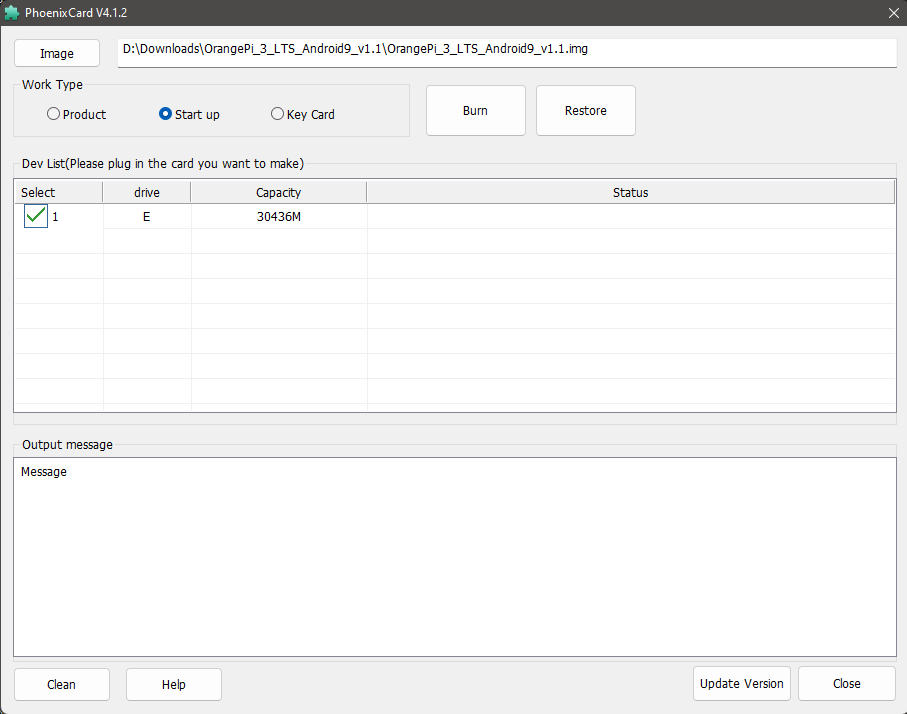 PhoenixCard V4.1.2
Image
D:\Downloads\OrangePi_3_LTS_Android9_v1.1\OrangePi_3_LTS_Android9_v1.1.img
Work Type
Product Start up Key Card
Burn Restore
Dev List(Please plug in the card you want to make)
Select drive Capacity Status
1 E 30436M
Output message
Message
Clean Help Update Version Close